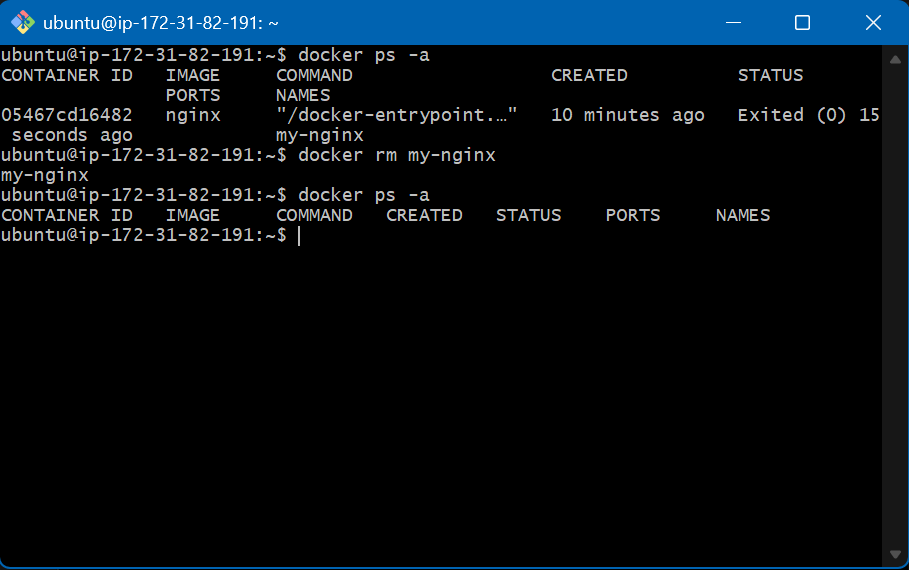 ubuntu@ip-172-31-82-191: ~
ubuntu@ip-172-31-82-191:~$ docker ps -a
CONTAINER ID   IMAGE     COMMAND                  CREATED          STATUS
               PORTS     NAMES
05467cd16482   nginx     "/docker-entrypoint.…"   10 minutes ago   Exited (0) 15
 seconds ago             my-nginx
ubuntu@ip-172-31-82-191:~$ docker rm my-nginx
my-nginx
ubuntu@ip-172-31-82-191:~$ docker ps -a
CONTAINER ID   IMAGE     COMMAND   CREATED   STATUS    PORTS     NAMES
ubuntu@ip-172-31-82-191:~$